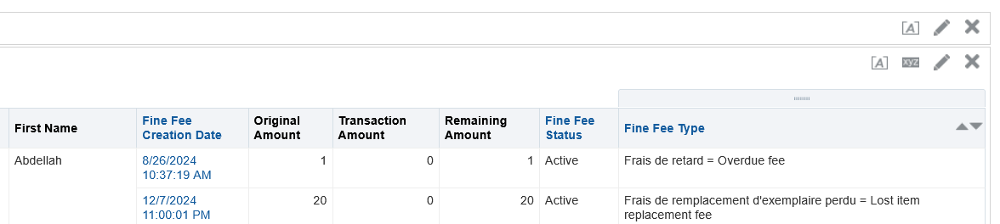 [A]
[A] xyz
First Name Fine Fee Creation Date Original Amount Transaction Amount Remaining Amount Fine Fee Status Fine Fee Type
Abdellah 8/26/2024 10:37:19 AM 1 0 1 Active Frais de retard = Overdue fee
12/7/2024 11:00:01 PM 20 0 20 Active Frais de remplacement d'exemplaire perdu = Lost item replacement fee